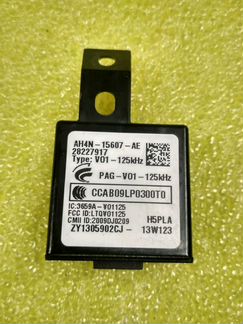 AH4N-15607-AE
28227917
Type: V01-125kHz
PAG-V01-125kHz
CCAB09LP0300T0
IC:3659A-V01125
FCC ID:LTQV01125
CMII ID:2009DJ0209
H5PLA
ZY1305902CJ- 13W123